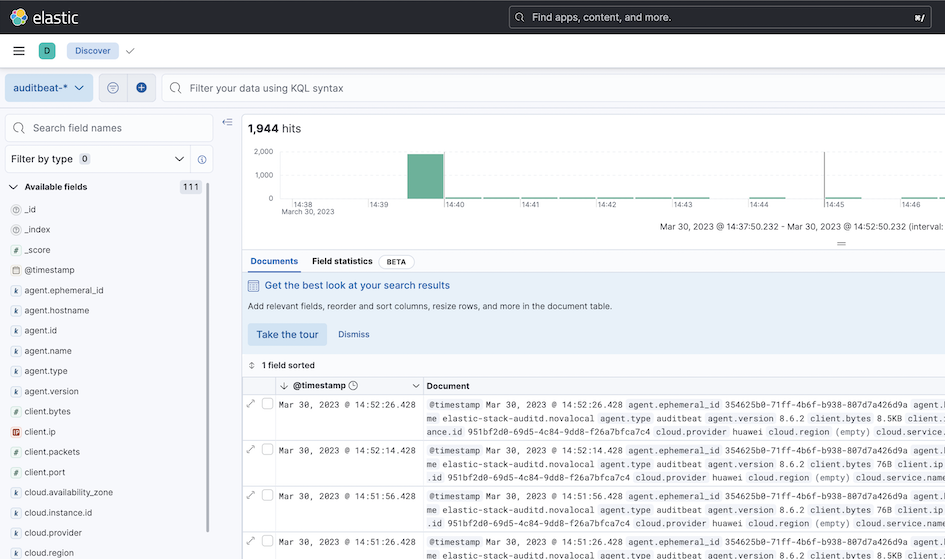 elastic
Find apps, content, and more.
⌘/
D
Discover
auditbeat-*
Filter your data using KQL syntax
Search field names
Filter by type 0
Available fields 111
_id
_index
_score
@timestamp
agent.ephemeral_id
agent.hostname
agent.id
agent.name
agent.type
agent.version
client.bytes
client.ip
client.packets
client.port
cloud.availability_zone
cloud.instance.id
cloud.provider
cloud.region
1,944 hits
2,000
1,000
0
14:38 14:39 14:40 14:41 14:42 14:43 14:44 14:45 14:46
March 30, 2023
Mar 30, 2023 @ 14:37:50.232 - Mar 30, 2023 @ 14:52:50.232 (interval:
Documents Field statistics BETA
Get the best look at your search results
Add relevant fields, reorder and sort columns, resize rows, and more in the document table.
Take the tour Dismiss
1 field sorted
@timestamp Document
Mar 30, 2023 @ 14:52:26.428 @timestamp Mar 30, 2023 @ 14:52:26.428 agent.ephemeral_id 354625b0-71ff-4b6f-b938-807d7a426d9a agent.
me elastic-stack-auditd.novalocal agent.type auditbeat agent.version 8.6.2 client.bytes 8.5KB client.
ance.id 951bf2d0-69d5-4c84-9dd8-f26a7bfca7c4 cloud.provider huawei cloud.region (empty) cloud.service.
Mar 30, 2023 @ 14:52:14.428 @timestamp Mar 30, 2023 @ 14:52:14.428 agent.ephemeral_id 354625b0-71ff-4b6f-b938-807d7a426d9a agent.
me elastic-stack-auditd.novalocal agent.type auditbeat agent.version 8.6.2 client.bytes 76B client.ip
.id 951bf2d0-69d5-4c84-9dd8-f26a7bfca7c4 cloud.provider huawei cloud.region (empty) cloud.service.name
Mar 30, 2023 @ 14:51:56.428 @timestamp Mar 30, 2023 @ 14:51:56.428 agent.ephemeral_id 354625b0-71ff-4b6f-b938-807d7a426d9a agent.
me elastic-stack-auditd.novalocal agent.type auditbeat agent.version 8.6.2 client.bytes 76B client.ip
.id 951bf2d0-69d5-4c84-9dd8-f26a7bfca7c4 cloud.provider huawei cloud.region (empty) cloud.service.name
Mar 30, 2023 @ 14:51:26.428 @timestamp Mar 30, 2023 @ 14:51:26.428 agent.ephemeral_id 354625b0-71ff-4b6f-b938-807d7a426d9a agent.
me elastic-stack-auditd.novalocal agent.type auditbeat agent.version 8.6.2 client.bytes 8.5KB client.